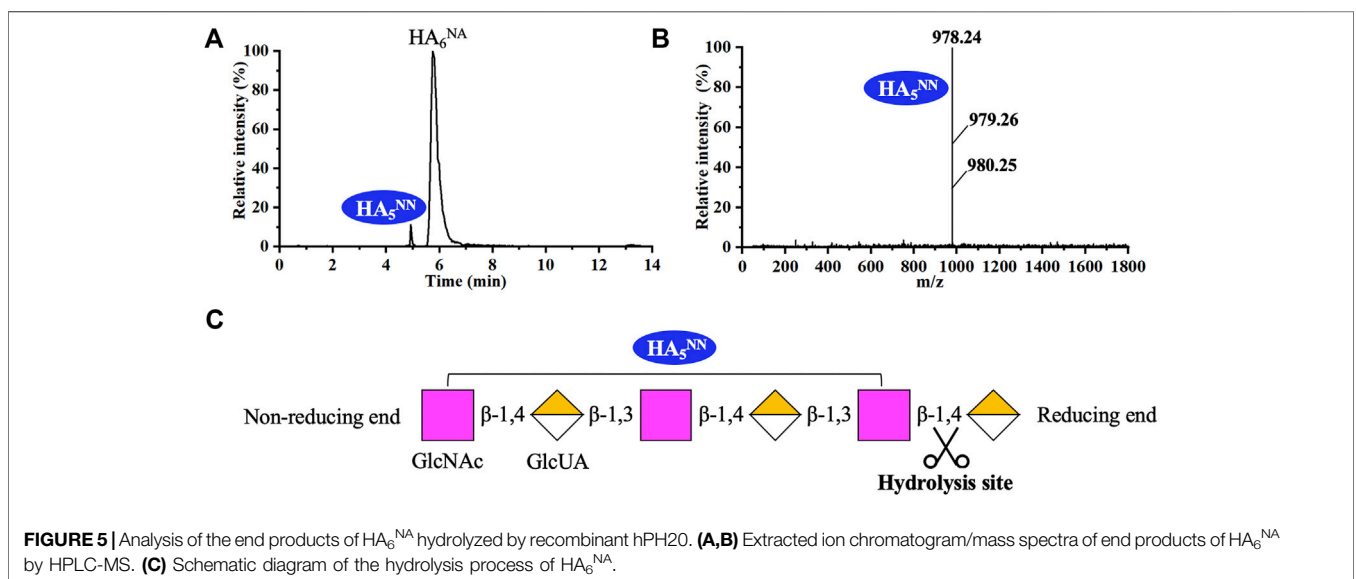 A
HA₆ᴺᴬ
Relative intensity (%)
100
80
60
40
20
0
HA₅ᴺᴺ
0 2 4 6 8 10 12 14
Time (min)
B
978.24
Relative intensity (%)
100
80
60
40
20
0
HA₅ᴺᴺ
979.26
980.25
0 200 400 600 800 1000 1200 1400 1600 1800
m/z
C
HA₅ᴺᴺ
Non-reducing end β-1,4 β-1,3 β-1,4 β-1,3 β-1,4 Reducing end
GlcNAc GlcUA
Hydrolysis site
FIGURE 5 | Analysis of the end products of HA₆ᴺᴬ hydrolyzed by recombinant hPH20. (A,B) Extracted ion chromatogram/mass spectra of end products of HA₆ᴺᴬ
by HPLC-MS. (C) Schematic diagram of the hydrolysis process of HA₆ᴺᴬ.